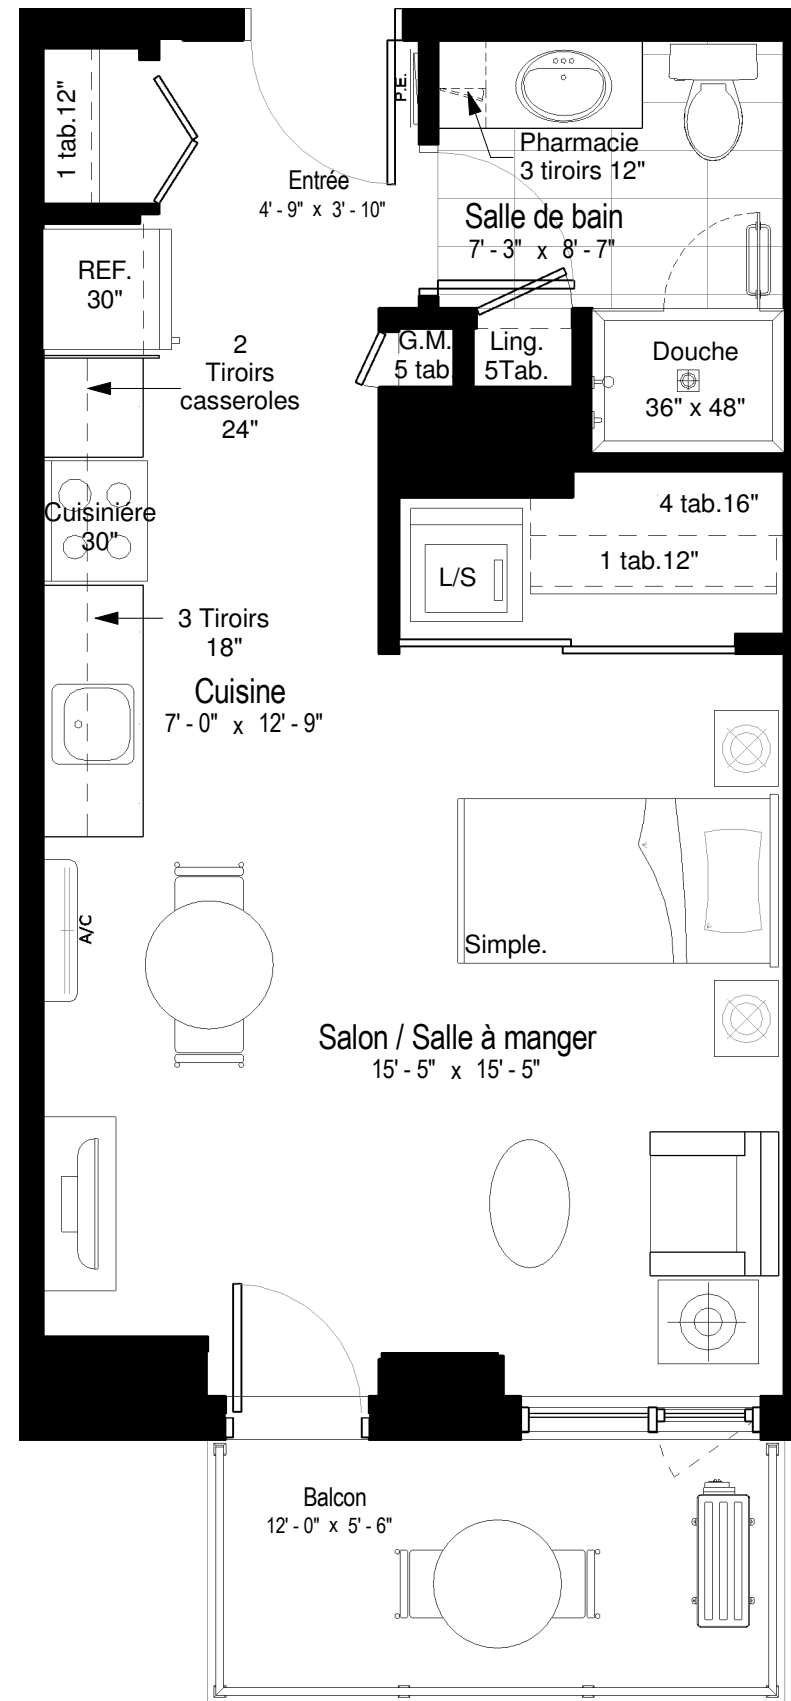 1 tab.12"
P.E.
Pharmacie
3 tiroirs 12"
Entrée
4' - 9" x 3' - 10"
Salle de bain
7' - 3" x 8' - 7"
REF.
30"
2
Tiroirs
casseroles
24"
G.M.
5 tab.
Ling.
5Tab.
Douche
36" x 48"
Cuisiniére
30"
4 tab.16"
1 tab.12"
L/S
3 Tiroirs
18"
Cuisine
7' - 0" x 12' - 9"
A/C
Simple.
Salon / Salle à manger
15' - 5" x 15' - 5"
Balcon
12' - 0" x 5' - 6"